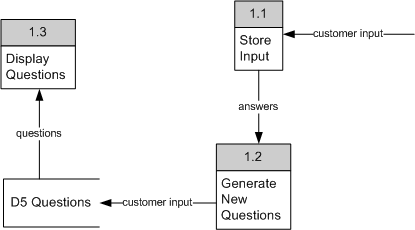 1.1
Store
Input
customer input
1.3
Display
Questions
answers
questions
1.2
Generate
New
Questions
customer input
D5 Questions